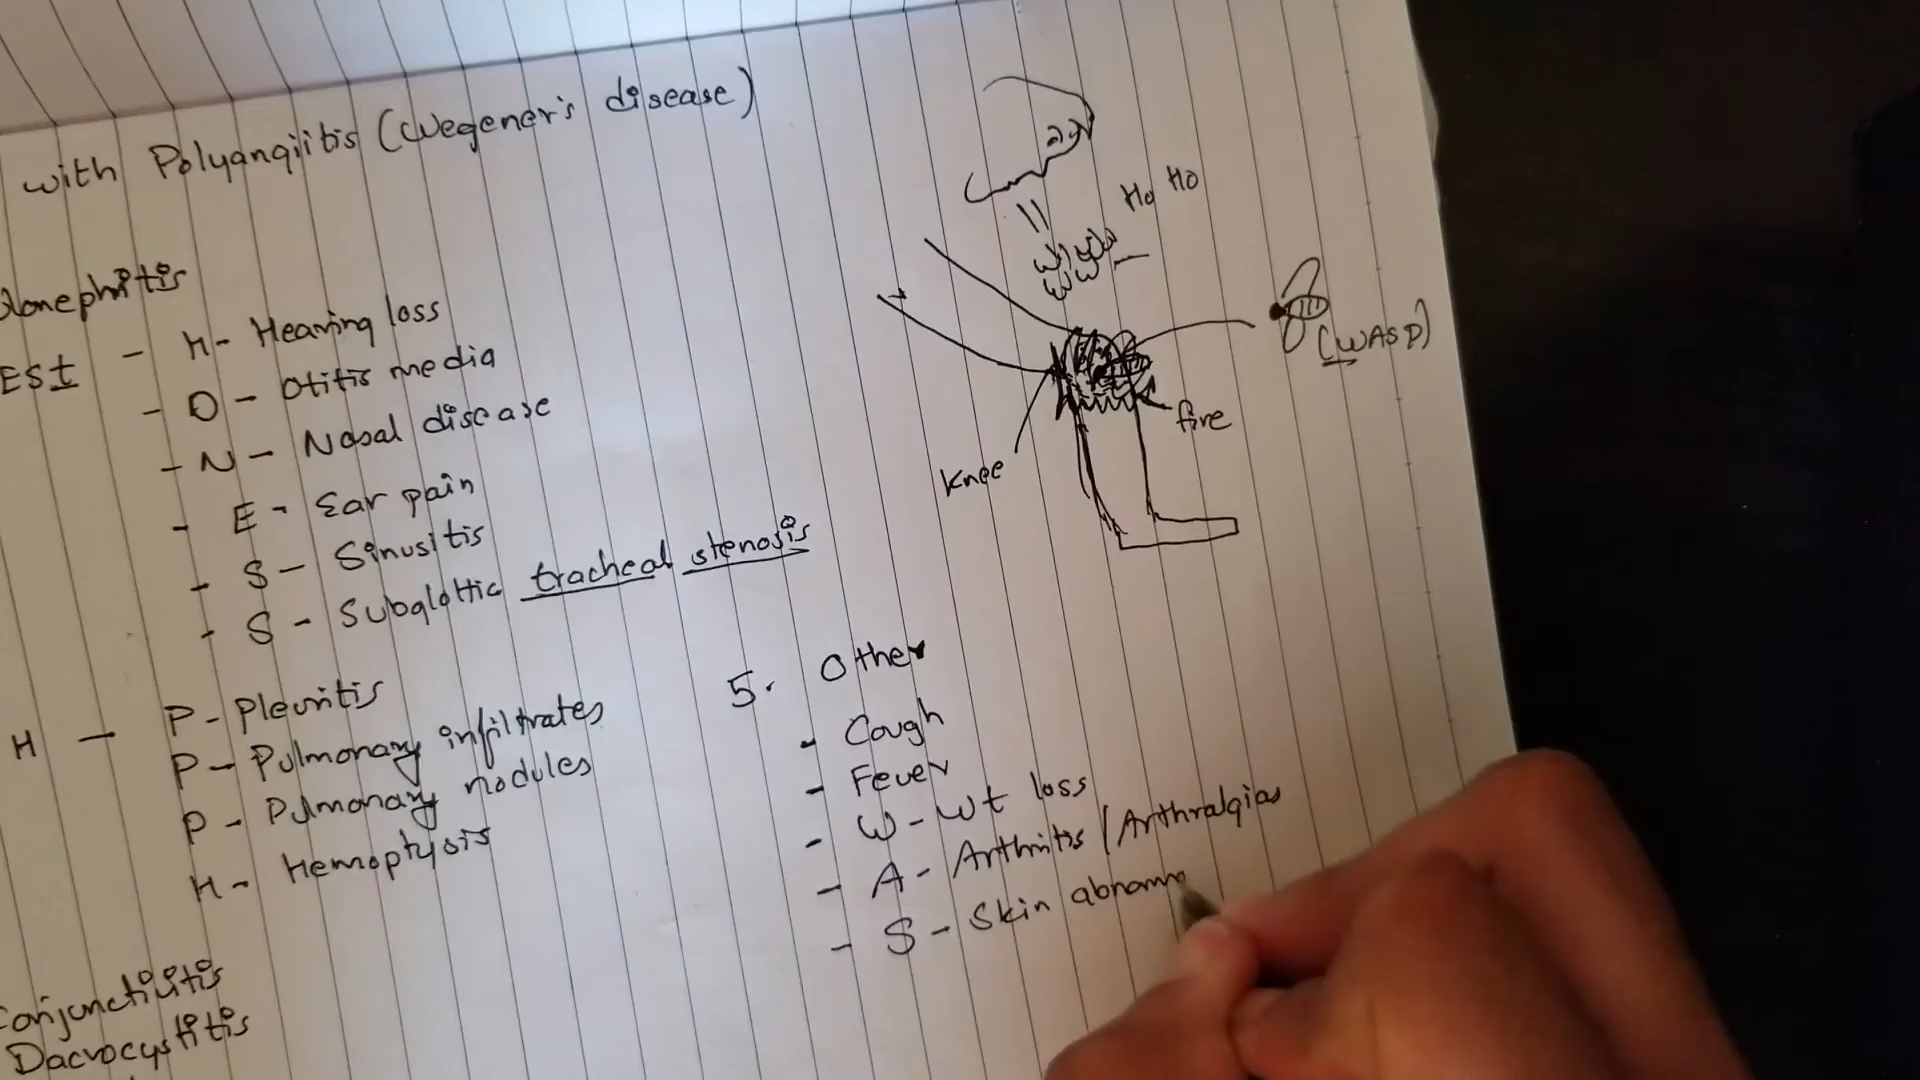 with Polyangiitis (Wegener's disease)
Ho Ho
(WASP)
fire
Knee
H - Hearing loss
- O - Otitis media
- N - Nasal disease
- E - Ear pain
- S - Sinusitis
- S - Subglottic tracheal stenosis
H - P - Pleuritis
P - Pulmonary infiltrates
P - Pulmonary nodules
H - Hemoptysis
5. Other
- Cough
- Fever
- W - Wt loss
- A - Arthritis / Arthralgias
- S - Skin abnorm
Conjunctivitis
Dacrocystitis